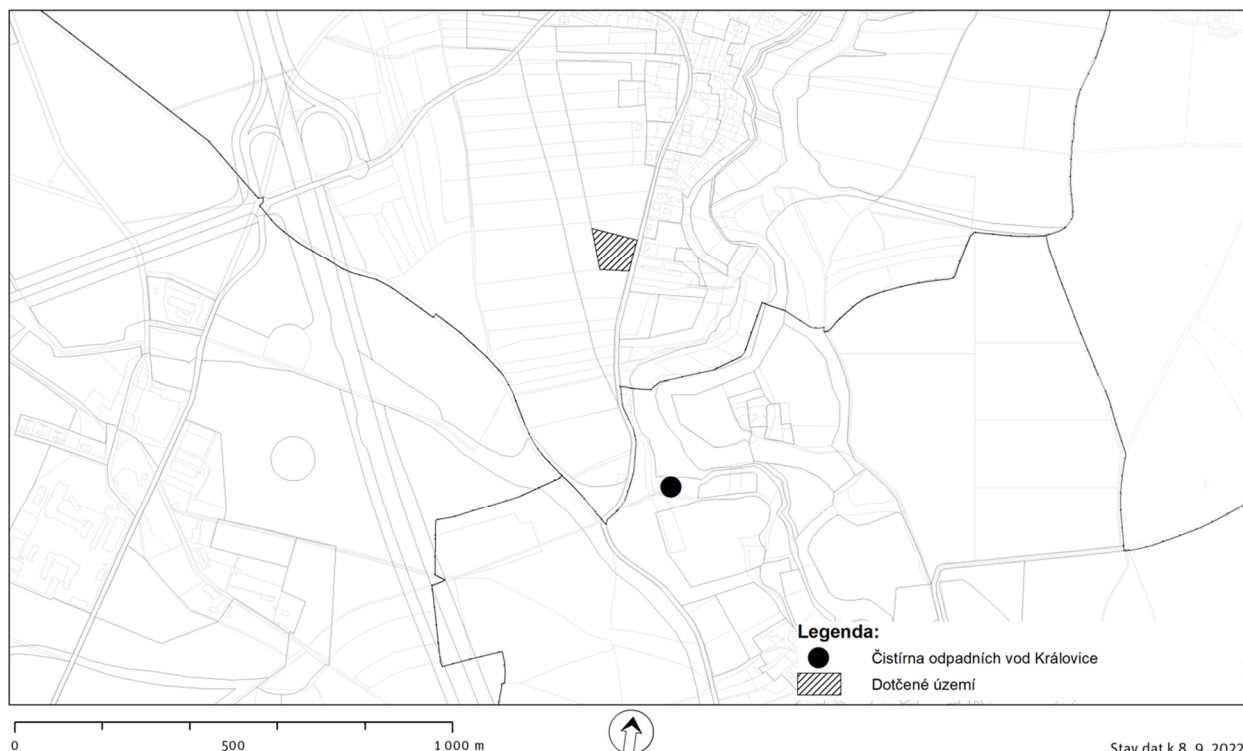 Legenda:
Čistírna odpadních vod Královice
Dotčené území
0 500 1 000 m
Stav dat k 8. 9. 2022